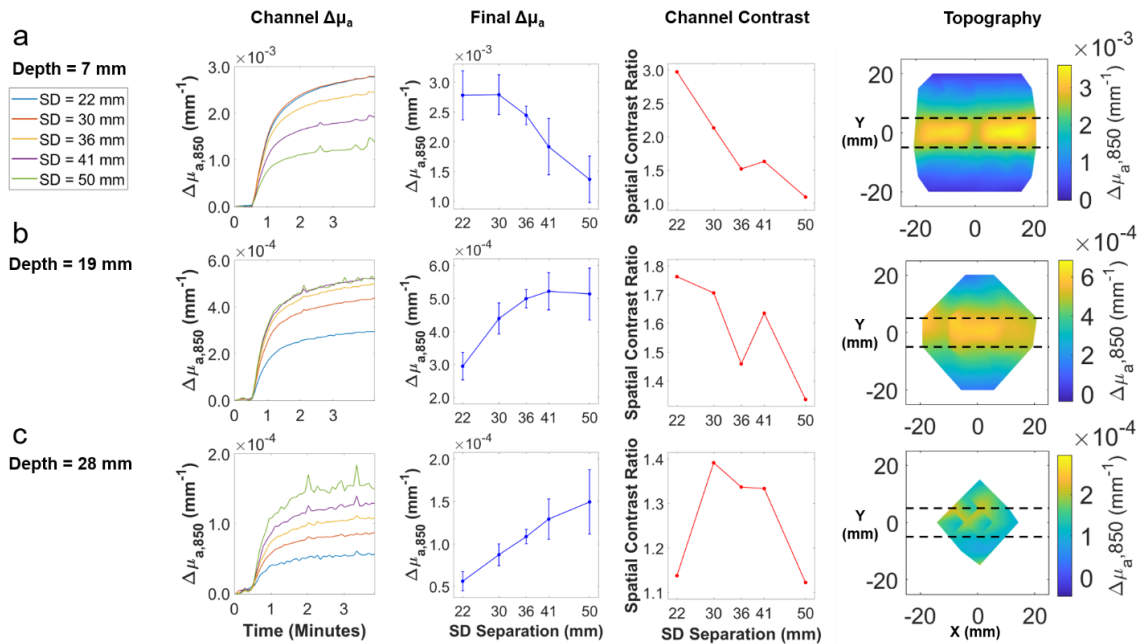 Channel Δμa
Final Δμa
Channel Contrast
Topography
a
Depth = 7 mm
SD = 22 mm
SD = 30 mm
SD = 36 mm
SD = 41 mm
SD = 50 mm
×10⁻³
Δμa,850 (mm⁻¹)
3.0
2.0
1.0
0.0
0 1 2 3
×10⁻³
Δμa,850 (mm⁻¹)
3.5
3.0
2.5
2.0
1.5
1.0
22 30 36 41 50
Spatial Contrast Ratio
3.0
2.5
2.0
1.5
1.0
22 30 36 41 50
Y
(mm)
20
0
-20
-20 0 20
×10⁻³
3
2
1
0
Δμa,850 (mm⁻¹)
b
Depth = 19 mm
×10⁻⁴
Δμa,850 (mm⁻¹)
6.0
4.0
2.0
0.0
0 1 2 3
×10⁻⁴
Δμa,850 (mm⁻¹)
6.0
5.0
4.0
3.0
2.0
22 30 36 41 50
Spatial Contrast Ratio
1.8
1.7
1.6
1.5
1.4
22 30 36 41 50
Y
(mm)
20
0
-20
-20 0 20
×10⁻⁴
6
4
2
0
Δμa,850 (mm⁻¹)
c
Depth = 28 mm
×10⁻⁴
Δμa,850 (mm⁻¹)
2.0
1.0
0.0
0 1 2 3
Time (Minutes)
×10⁻⁴
Δμa,850 (mm⁻¹)
2.0
1.5
1.0
0.5
22 30 36 41 50
SD Separation (mm)
Spatial Contrast Ratio
1.4
1.3
1.2
1.1
22 30 36 41 50
SD Separation (mm)
Y
(mm)
20
0
-20
-20 0 20
X (mm)
×10⁻⁴
2
1
0
Δμa,850 (mm⁻¹)